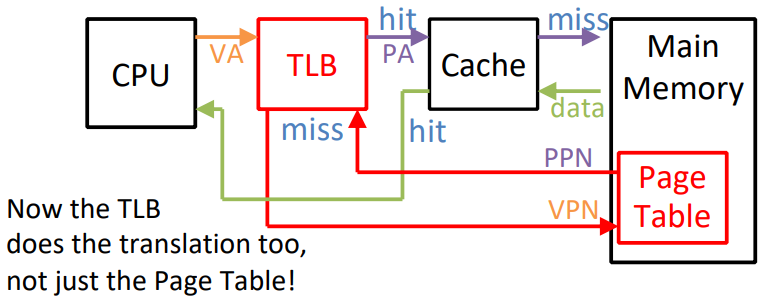 hit
miss
VA
PA
CPU
TLB
Cache
Main
Memory
data
miss
hit
PPN
Page
Table
VPN
Now the TLB
does the translation too,
not just the Page Table!